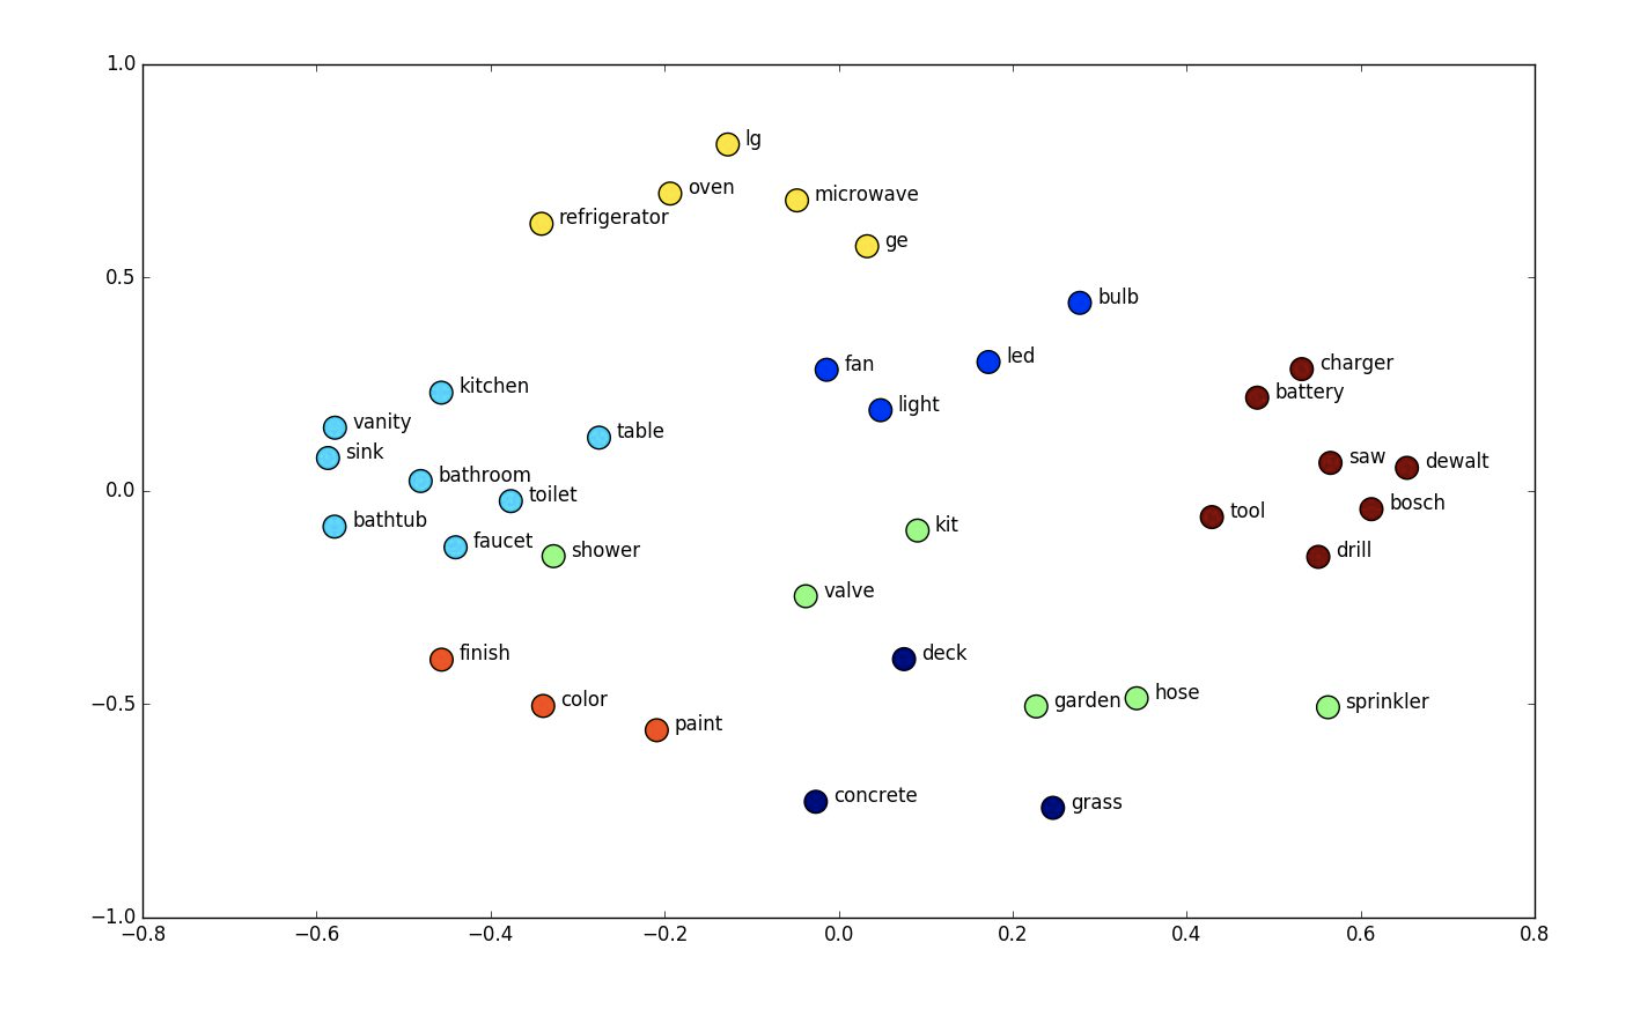 1.0
lg
oven
microwave
refrigerator
ge
0.5
bulb
fan
led
charger
kitchen
battery
light
vanity
table
sink
saw
dewalt
bathroom
toilet
0.0
bosch
tool
bathtub
kit
faucet
shower
drill
valve
finish
deck
color
garden
hose
sprinkler
−0.5
paint
concrete
grass
−1.0
−0.8 −0.6 −0.4 −0.2 0.0 0.2 0.4 0.6 0.8